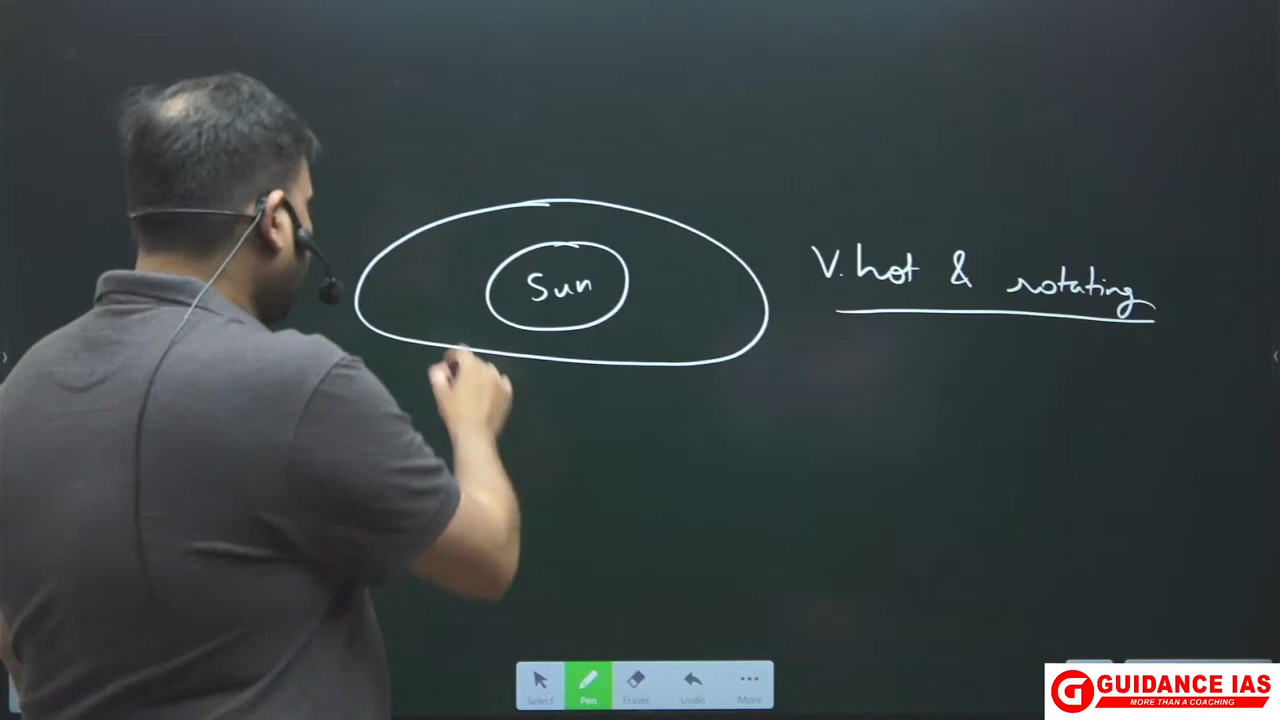 Sun
V. hot & rotating
Select Pen Eraser Undo More
G GUIDANCE IAS
MORE THAN A COACHING